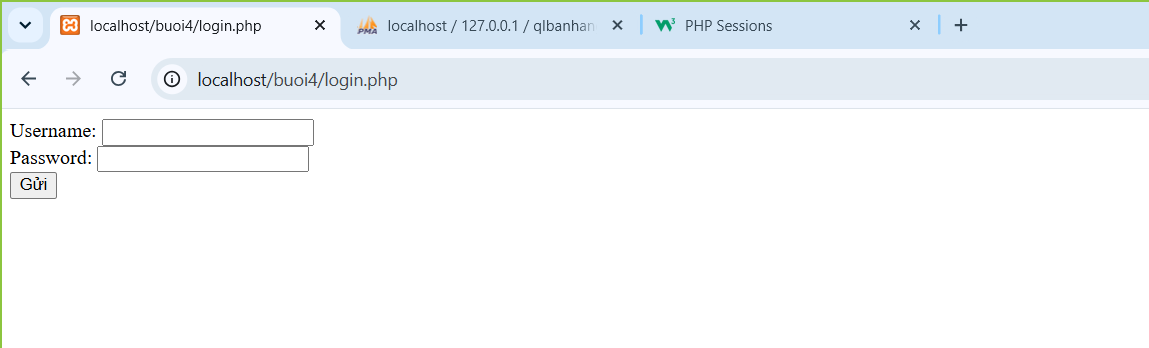 localhost/buoi4/login.php
localhost / 127.0.0.1 / qlbanhan
PHP Sessions
localhost/buoi4/login.php
Username:
Password:
Gửi